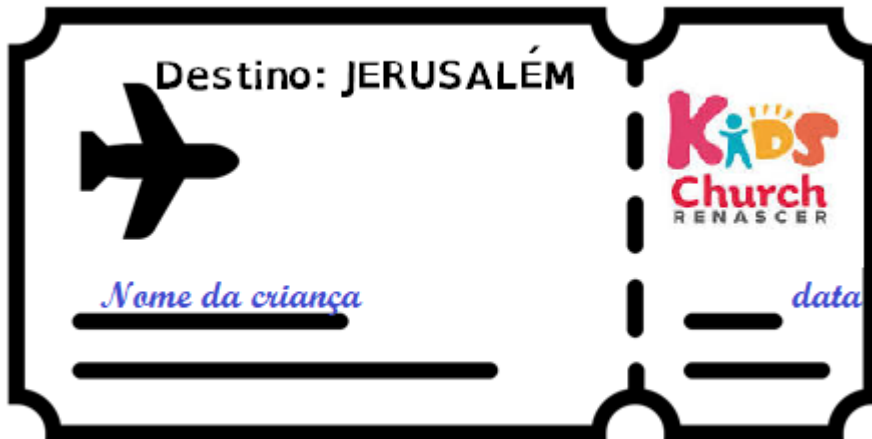 Destino: JERUSALÉM
KiDS
Church
RENASCER
Nome da criança
data